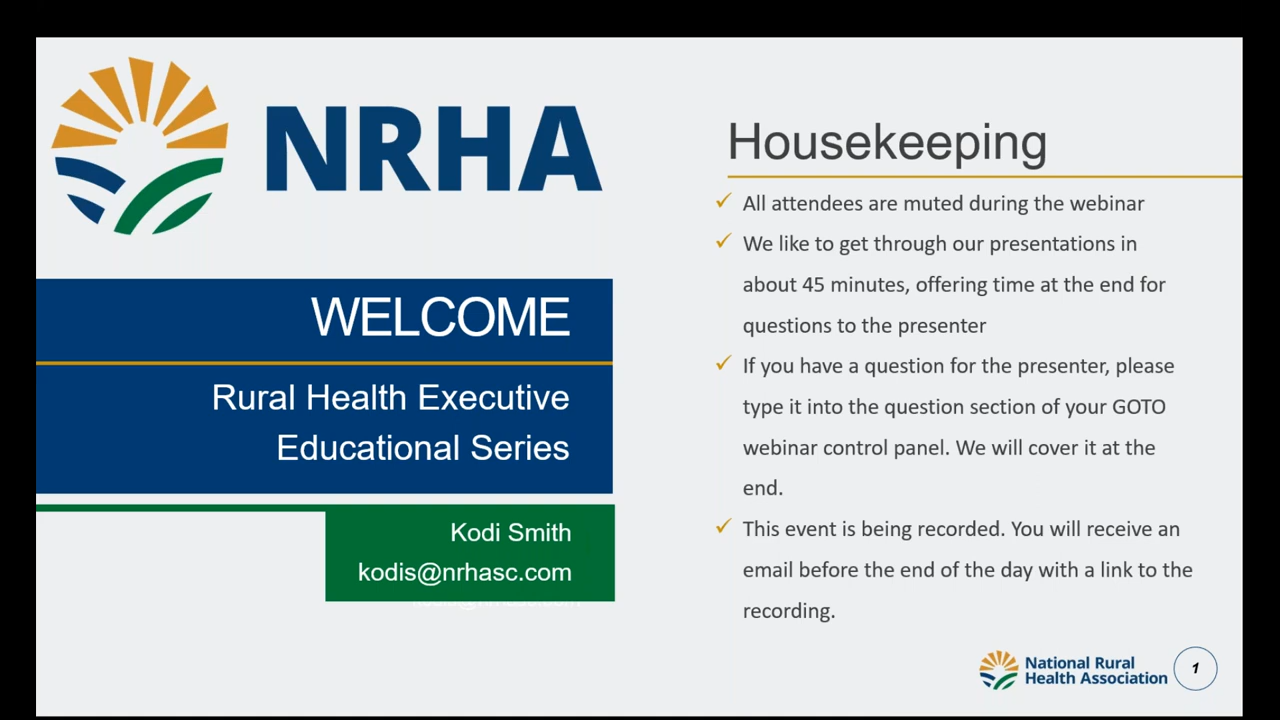 NRHA
WELCOME
Rural Health Executive
Educational Series
Kodi Smith
kodis@nrhasc.com
kodis@nrhasc.com
Housekeeping
✓ All attendees are muted during the webinar
✓ We like to get through our presentations in
about 45 minutes, offering time at the end for
questions to the presenter
✓ If you have a question for the presenter, please
type it into the question section of your GOTO
webinar control panel. We will cover it at the
end.
✓ This event is being recorded. You will receive an
email before the end of the day with a link to the
recording.
National Rural
Health Association
1